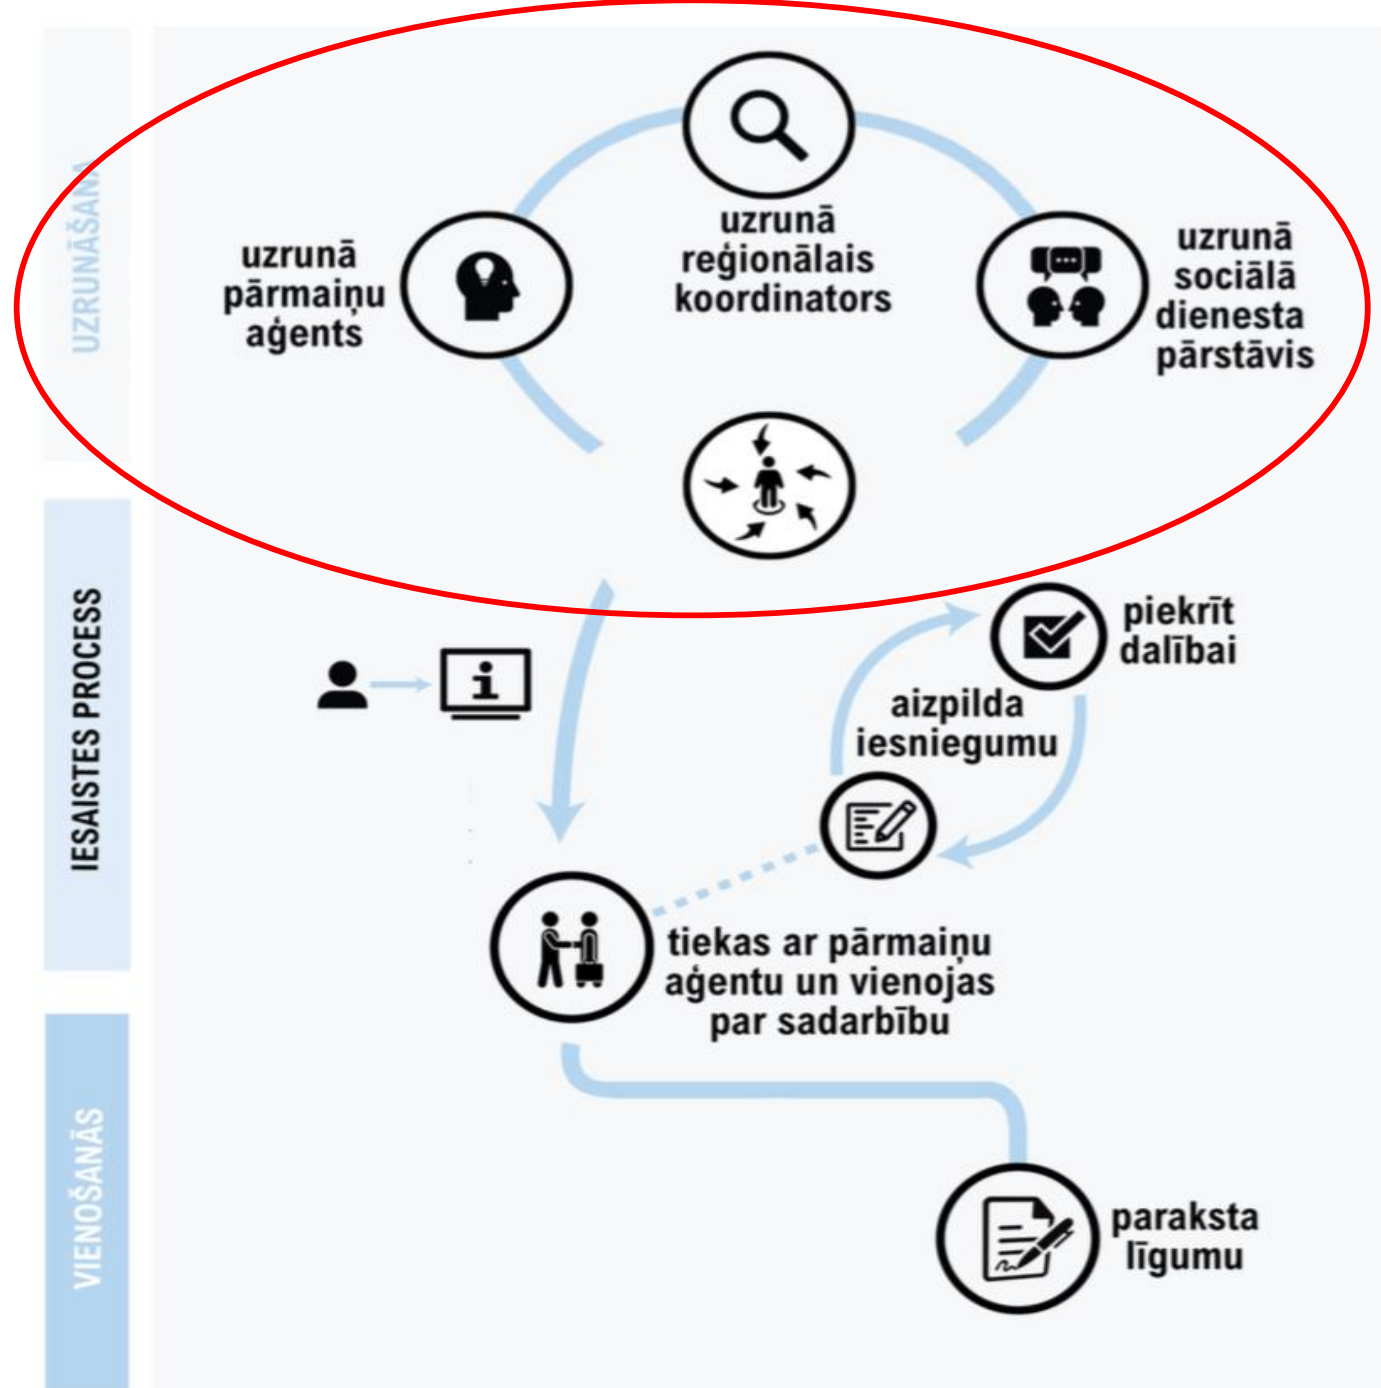 UZRUNĀŠANA
uzrunā
reģionālais
koordinators
uzrunā
pārmaiņu
aģents
uzrunā
sociālā
dienesta
pārstāvis
IESAISTES PROCESS
piekrīt
dalībai
aizpilda
iesniegumu
tiekas ar pārmaiņu
aģentu un vienojas
par sadarbību
VIENOŠANĀS
paraksta
līgumu